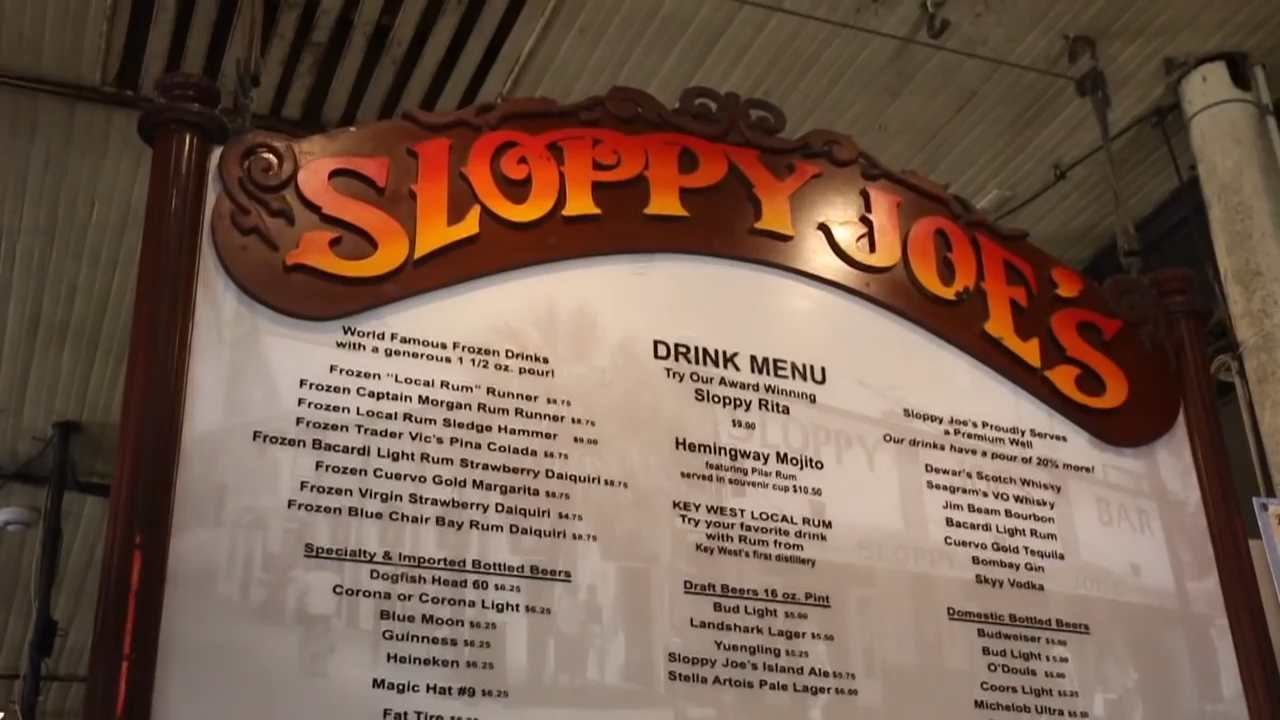 SLOPPY JOE'S
World Famous Frozen Drinks
with a generous 1 1/2 oz. pour!
Frozen "Local Rum" Runner $8.75
Frozen Captain Morgan Rum Runner $8.75
Frozen Local Rum Sledge Hammer $9.00
Frozen Trader Vic's Pina Colada $8.75
Frozen Bacardi Light Rum Strawberry Daiquiri $8.75
Frozen Cuervo Gold Margarita $8.75
Frozen Virgin Strawberry Daiquiri $4.75
Frozen Blue Chair Bay Rum Daiquiri $8.75
Specialty & Imported Bottled Beers
Dogfish Head 60 $6.25
Corona or Corona Light $6.25
Blue Moon $6.25
Guinness $6.25
Heineken $6.25
Magic Hat #9 $6.25
Fat Tire
DRINK MENU
Try Our Award Winning
Sloppy Rita
$9.00
Hemingway Mojito
featuring Pilar Rum
served in souvenir cup $10.50
KEY WEST LOCAL RUM
Try your favorite drink
with Rum from
Key West's first distillery
Draft Beers 16 oz. Pint
Bud Light $5.00
Landshark Lager $5.50
Yuengling $5.25
Sloppy Joe's Island Ale $5.75
Stella Artois Pale Lager $6.00
Sloppy Joe's Proudly Serves
a Premium Well
Our drinks have a pour of 20% more!
Dewar's Scotch Whisky
Seagram's VO Whisky
Jim Beam Bourbon
Bacardi Light Rum
Cuervo Gold Tequila
Bombay Gin
Skyy Vodka
Domestic Bottled Beers
Budweiser $5.00
Bud Light $5.00
O'Douls $5.00
Coors Light $5.25
Michelob Ultra $5.50
SLOPPY
BAR
SLOPPY